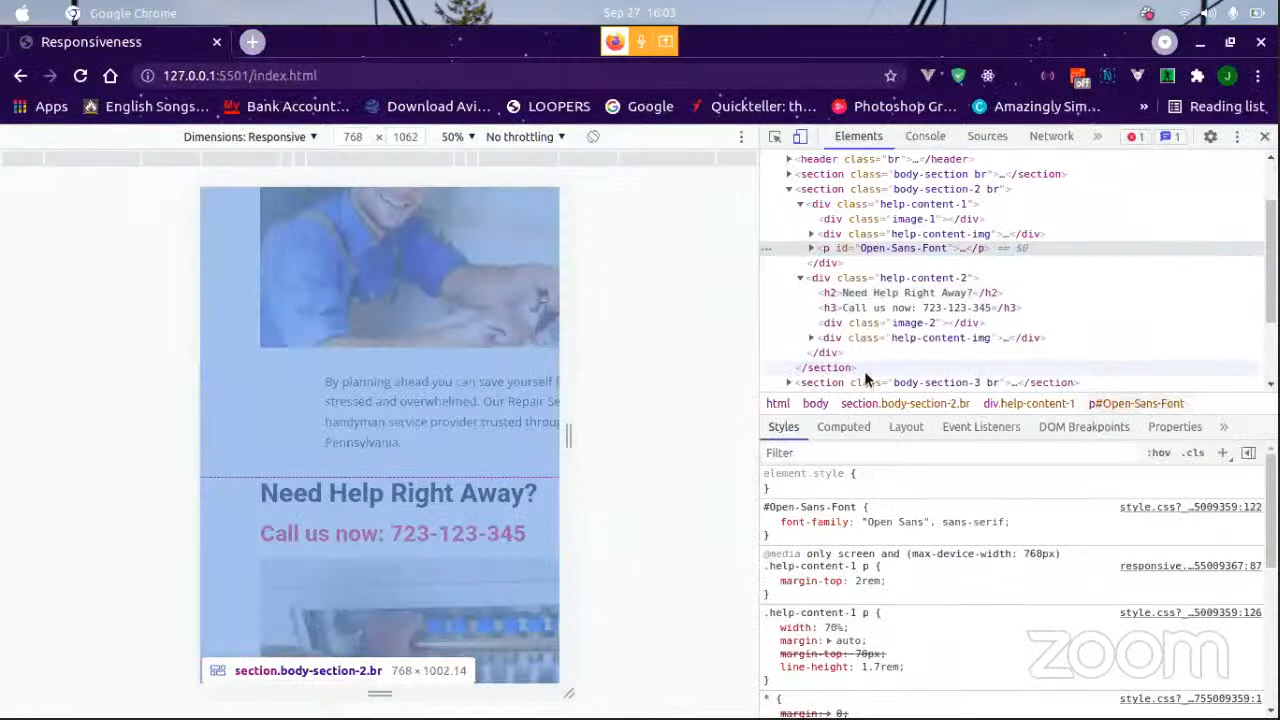 Google Chrome
Sep 27 16:03
Responsiveness
127.0.0.1:5501/index.html
off
J
Apps
English Songs...
My
Bank Account...
Download Avi...
LOOPERS
Google
Quickteller: th...
Photoshop Gr...
C
Amazingly Sim...
»
Reading list
Dimensions: Responsive
768 × 1062
50%
No throttling
Elements
Console
Sources
Network
»
1
1
<header class="br">…</header>
<section class="body-section br">…</section>
<section class="body-section-2 br">
<div class="help-content-1">
<div class="image-1"></div>
<div class="help-content-img">…</div>
... <p id="Open-Sans-Font">…</p> == $0
</div>
<div class="help-content-2">
<h2>Need Help Right Away?</h2>
<h3>Call us now: 723-123-345</h3>
<div class="image-2"></div>
<div class="help-content-img">…</div>
</div>
</section>
<section class="body-section-3 br">…</section>
html body section.body-section-2.br div.help-content-1 p#Open-Sans-Font
Styles Computed Layout Event Listeners DOM Breakpoints Properties »
Filter
:hov .cls +
element.style {
}
#Open-Sans-Font {
style.css?_…5009359:122
font-family: "Open Sans", sans-serif;
}
@media only screen and (max-device-width: 768px)
.help-content-1 p {
responsive.…55009367:87
margin-top: 2rem;
}
.help-content-1 p {
style.css?_…5009359:126
width: 70%;
margin: auto;
margin-top: 70px;
line-height: 1.7rem;
}
* {
style.css?_…755009359:1
margin: 0;
By planning ahead you can save yourself
stressed and overwhelmed. Our Repair Se
handyman service provider trusted throug
Pennsylvania.
Need Help Right Away?
Call us now: 723-123-345
section.body-section-2.br 768 × 1002.14
zoom